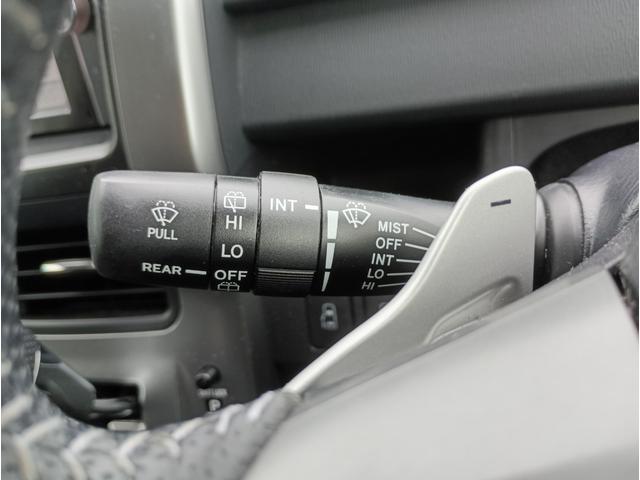 PULL
REAR
HI
LO
OFF
INT
MIST
OFF
INT
LO
HI